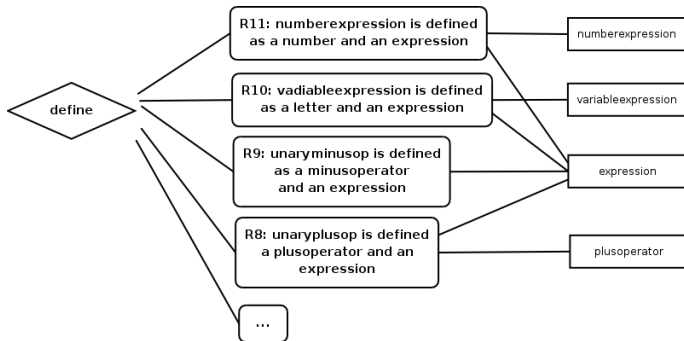 define
R11: numberexpression is defined
as a number and an expression
R10: vadiableexpression is defined
as a letter and an expression
R9: unaryminusop is defined
as a minusoperator
and an expression
R8: unaryplusop is defined
a plusoperator and an
expression
...
numberexpression
variableexpression
expression
plusoperator